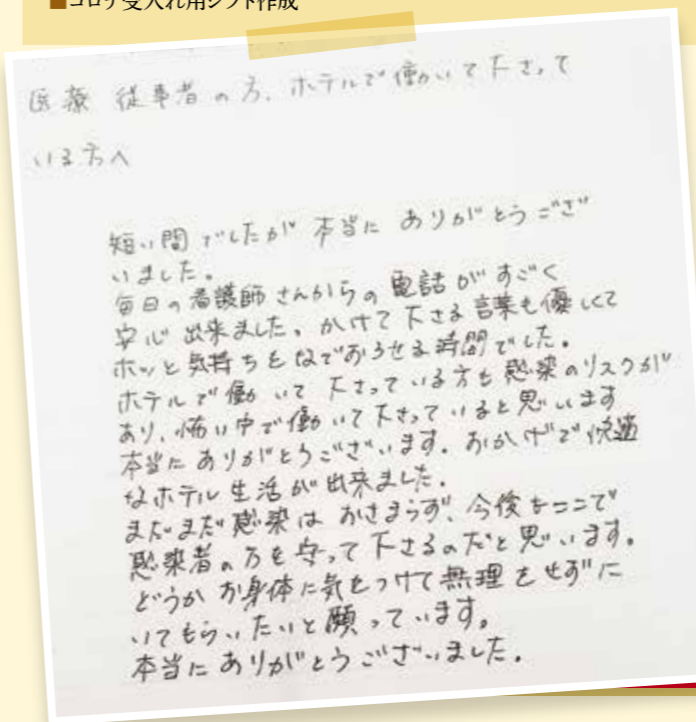 ■コロナ受入れ用シフト作成
医療 従事者の方、ホテルで働いて下さって
いる方へ
短い間でしたが 本当に ありがとうござ
いました。
毎日の看護師さんからの電話がすごく
安心出来ました。かけて下さる言葉も優しくて
ホッと気持ちをなでおろせる時間でした。
ホテルで働いて下さっている方も感染のリスクが
あり、怖い中で働いて下さっていると思います
本当にありがとうございます。おかげで快適
なホテル生活が出来ました。
まだまだ感染は おさまらず、今後もここで
感染者の方を守って下さるのだと思います。
どうか お身体に気をつけて無理をせずに
いてもらいたいと願っています。
本当にありがとうございました。